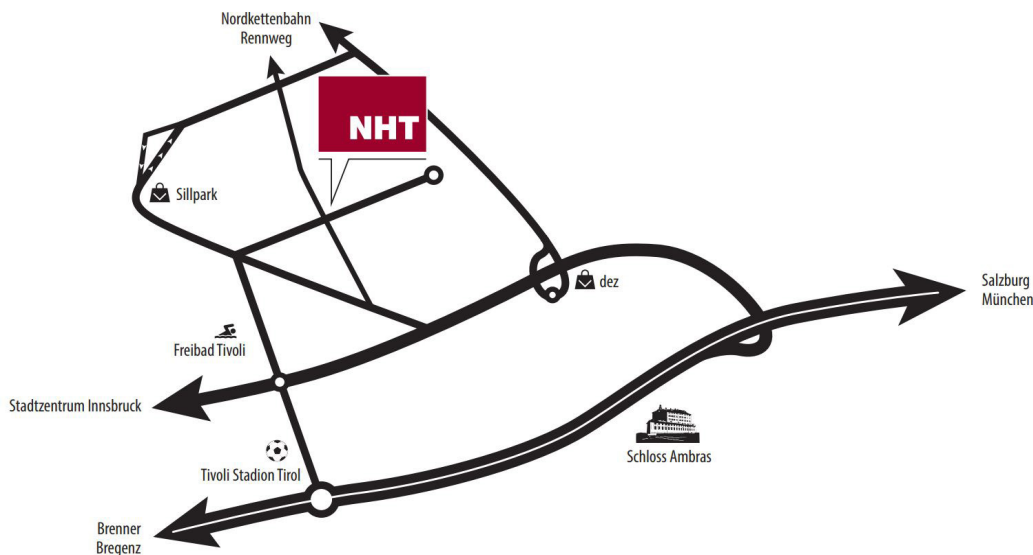 Nordkettenbahn
Rennweg
NHT
Sillpark
dez
Salzburg
München
Freibad Tivoli
Stadtzentrum Innsbruck
Tivoli Stadion Tirol
Schloss Ambras
Brenner
Bregenz